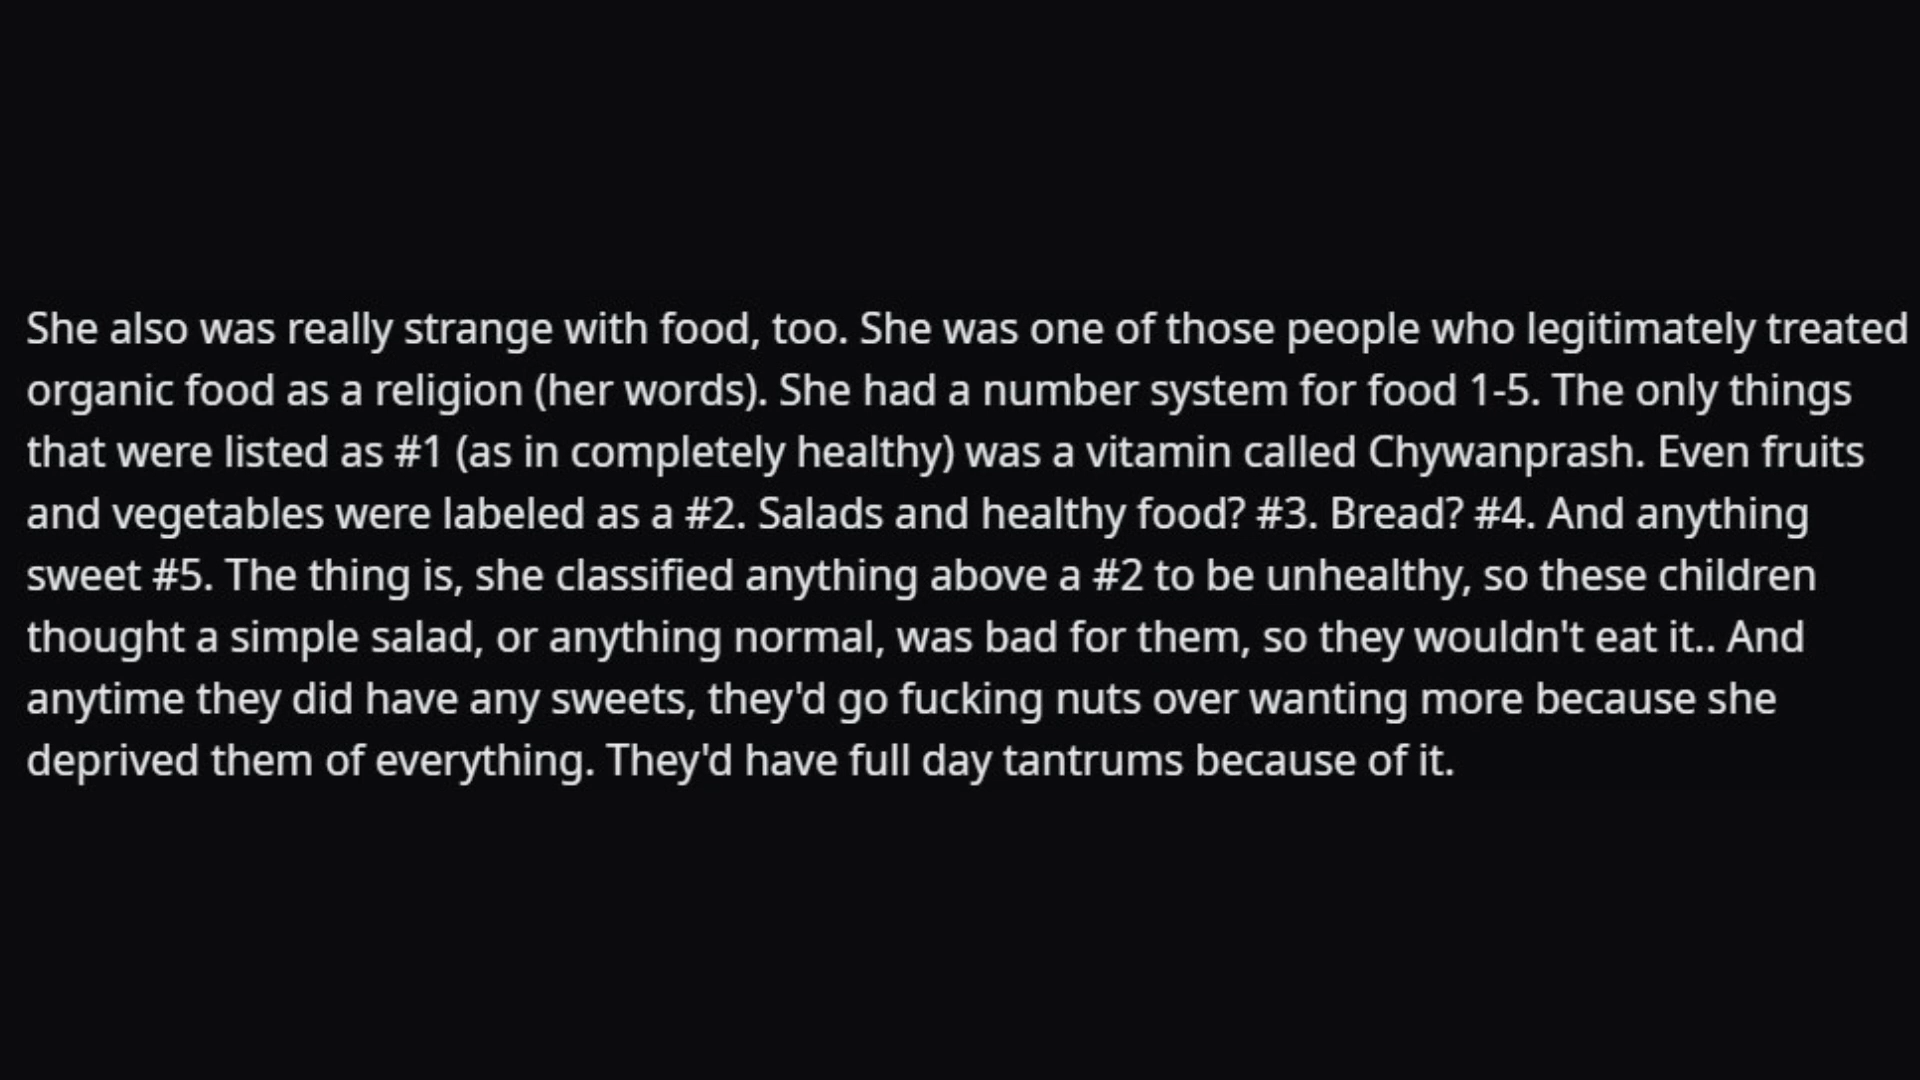 She also was really strange with food, too. She was one of those people who legitimately treated
organic food as a religion (her words). She had a number system for food 1-5. The only things
that were listed as #1 (as in completely healthy) was a vitamin called Chywanprash. Even fruits
and vegetables were labeled as a #2. Salads and healthy food? #3. Bread? #4. And anything
sweet #5. The thing is, she classified anything above a #2 to be unhealthy, so these children
thought a simple salad, or anything normal, was bad for them, so they wouldn't eat it.. And
anytime they did have any sweets, they'd go fucking nuts over wanting more because she
deprived them of everything. They'd have full day tantrums because of it.